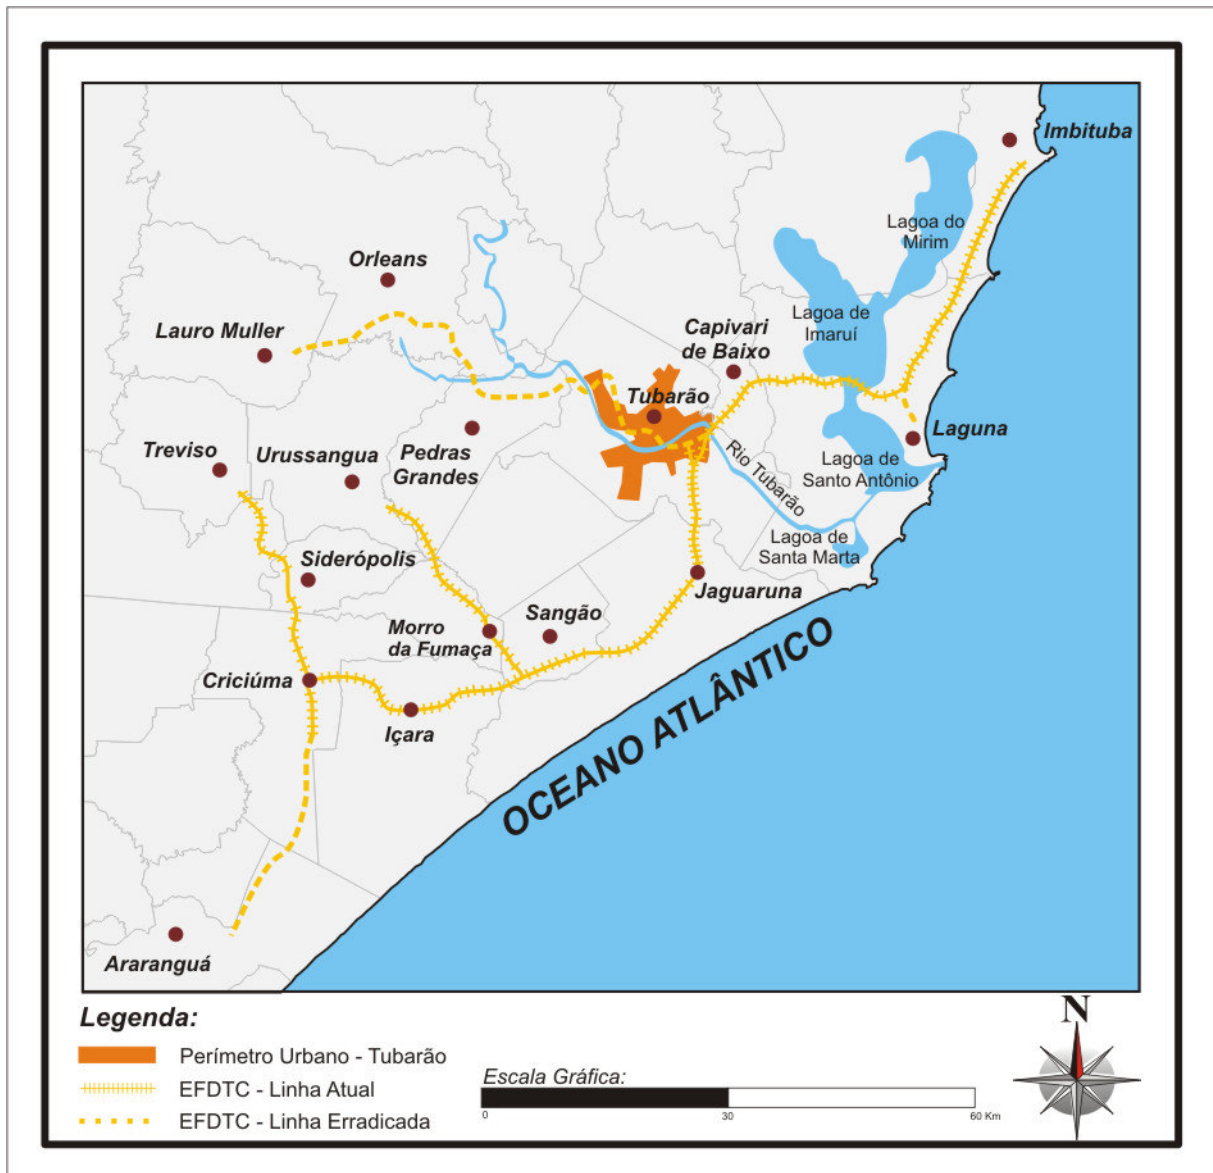 Imbituba
Lagoa do
Mirim
Orleans
Lagoa de
Imaruí
Lauro Muller
Capivari
de Baixo
Tubarão
Laguna
Treviso
Urussangua
Pedras
Grandes
Lagoa de
Santo Antônio
Rio Tubarão
Siderópolis
Lagoa de
Santa Marta
Jaguaruna
Sangão
Morro
da Fumaça
Criciúma
Içara
OCEANO ATLÂNTICO
Araranguá
Legenda:
Perímetro Urbano - Tubarão
EFDTC - Linha Atual
EFDTC - Linha Erradicada
Escala Gráfica:
0 30 60 Km
N